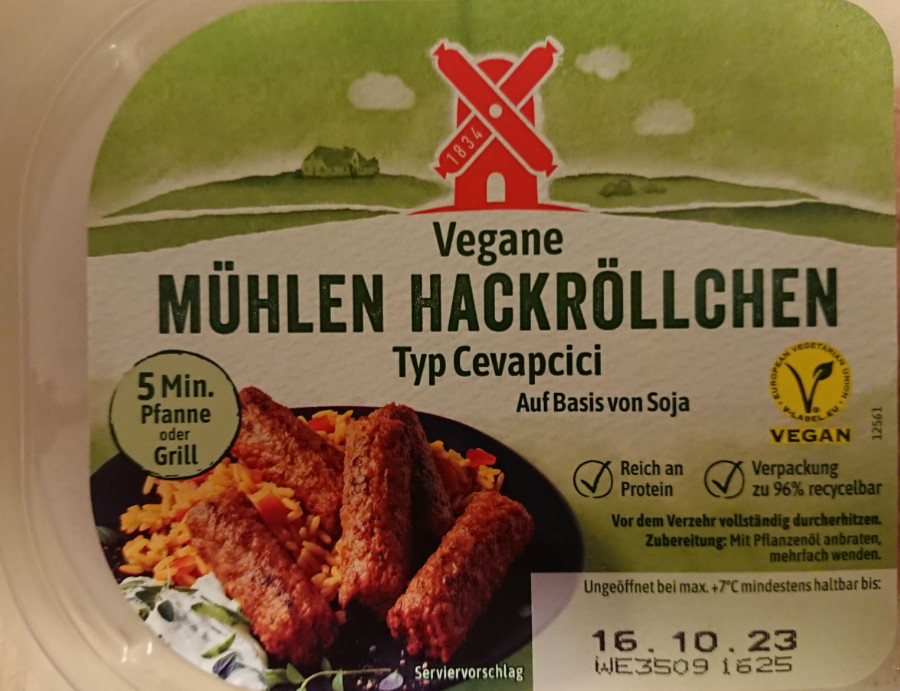 1834
Vegane
MÜHLEN HACKRÖLLCHEN
Typ Cevapcici
Auf Basis von Soja
5 Min.
Pfanne
oder
Grill
EUROPEAN VEGETARIAN UNION
V-LABEL.EU
VEGAN
12561
Reich an
Protein
Verpackung
zu 96% recycelbar
Vor dem Verzehr vollständig durcherhitzen.
Zubereitung: Mit Pflanzenöl anbraten,
mehrfach wenden.
Ungeöffnet bei max. +7°C mindestens haltbar bis:
16.10.23
WE3509 1625
Serviervorschlag